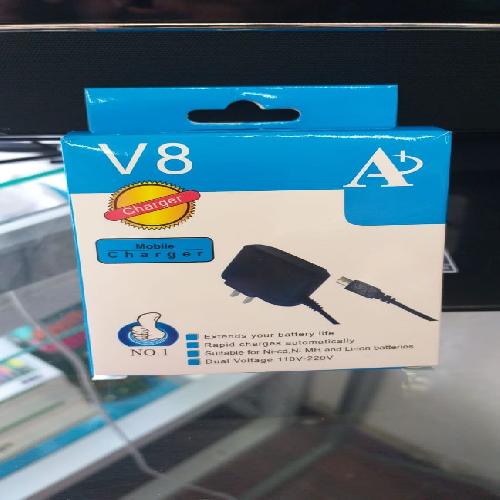 V8
A+
Charger
Mobile
Charger
NO.1
Extends your battery life
Rapid charges automatically
Suitable for Ni-cd,Ni MH and Li-ion batteries
Dual Voltage 110V-220V